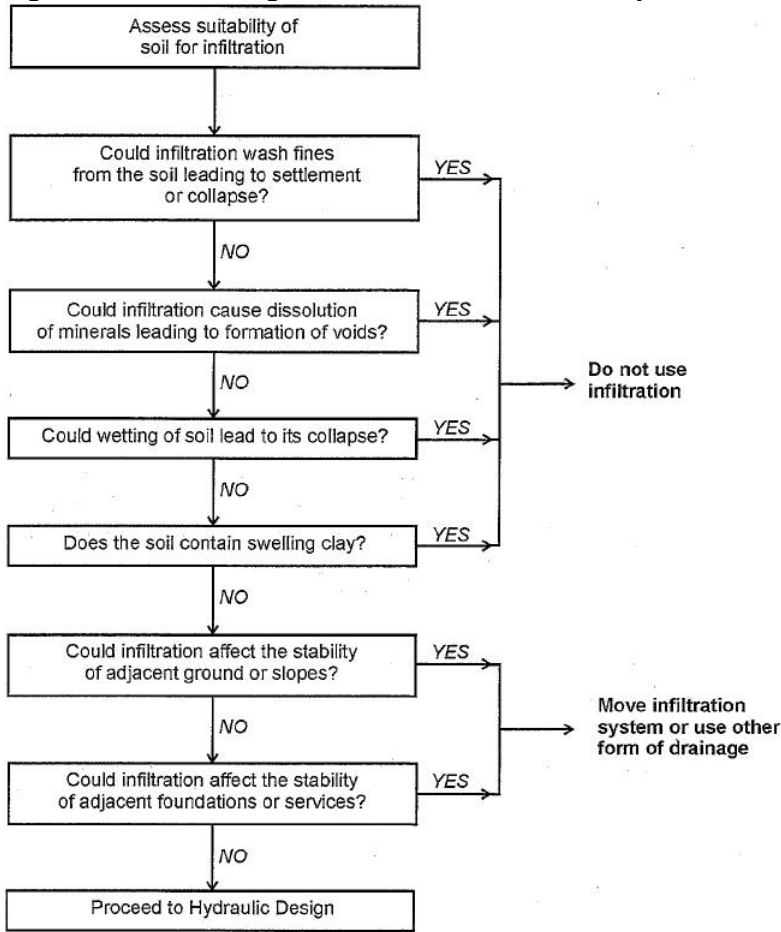 Assess suitability of
soil for infiltration
Could infiltration wash fines
from the soil leading to settlement
or collapse?
YES
NO
Could infiltration cause dissolution
of minerals leading to formation of voids?
YES
Do not use
infiltration
NO
Could wetting of soil lead to its collapse?
YES
NO
Does the soil contain swelling clay?
YES
NO
Could infiltration affect the stability
of adjacent ground or slopes?
YES
Move infiltration
system or use other
form of drainage
NO
Could infiltration affect the stability
of adjacent foundations or services?
YES
NO
Proceed to Hydraulic Design